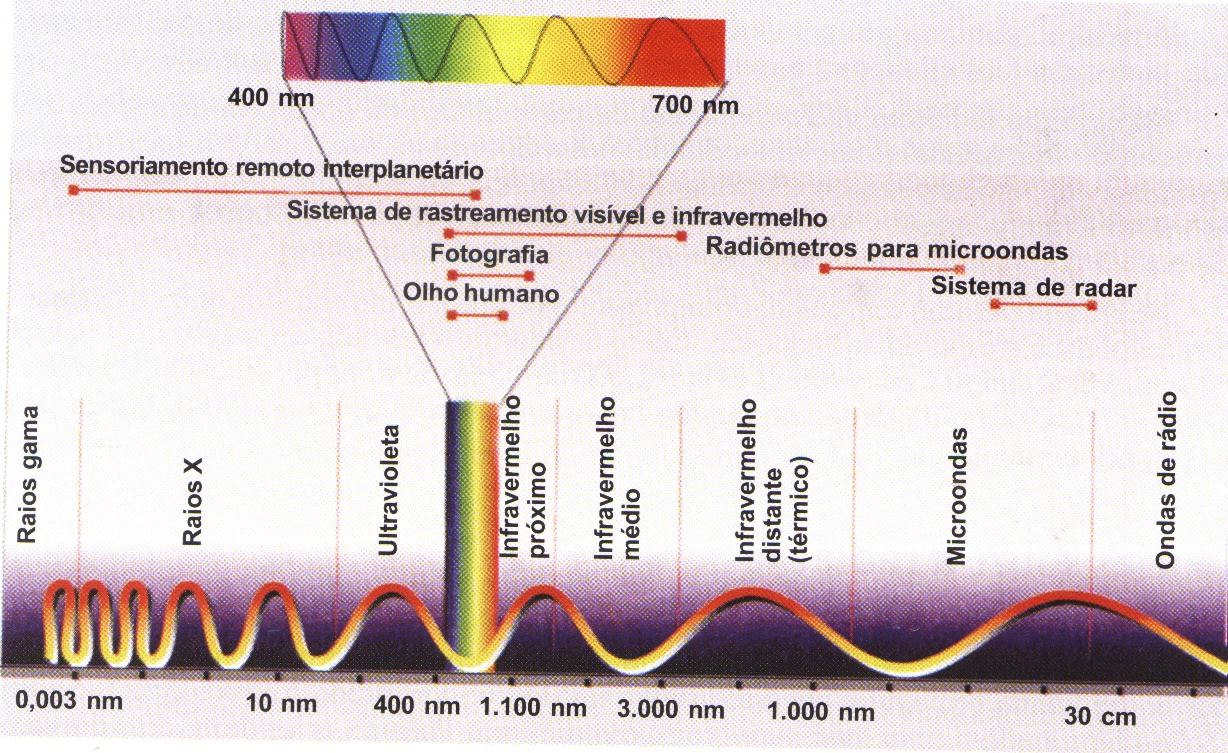 400 nm
700 nm
Sensoriamento remoto interplanetário
Sistema de rastreamento visível e infravermelho
Radiômetros para microondas
Fotografia
Sistema de radar
Olho humano
Raios gama
Raios X
Ultravioleta
Infravermelho
próximo
Infravermelho
médio
Infravermelho
distante
(térmico)
Microondas
Ondas de rádio
0,003 nm
10 nm
400 nm
1.100 nm
3.000 nm
1.000 nm
30 cm